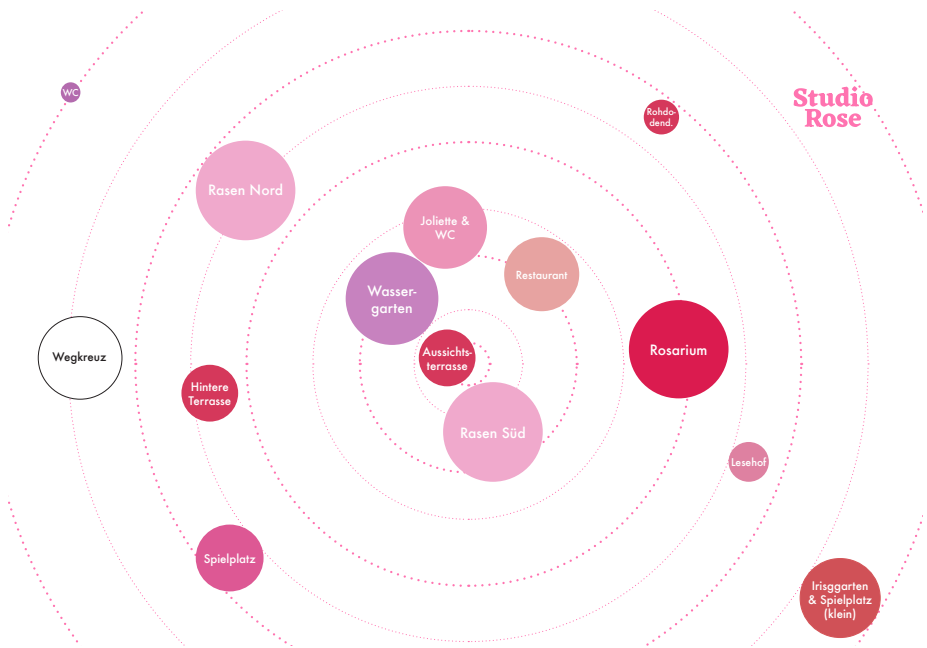 WC
Studio
Rose
Rohdo-
dend.
Rasen Nord
Joliette &
WC
Restaurant
Wasser-
garten
Wegkreuz
Aussichts-
terrasse
Rosarium
Hintere
Terrasse
Rasen Süd
Lesehof
Spielplatz
Irisggarten
& Spielplatz
(klein)